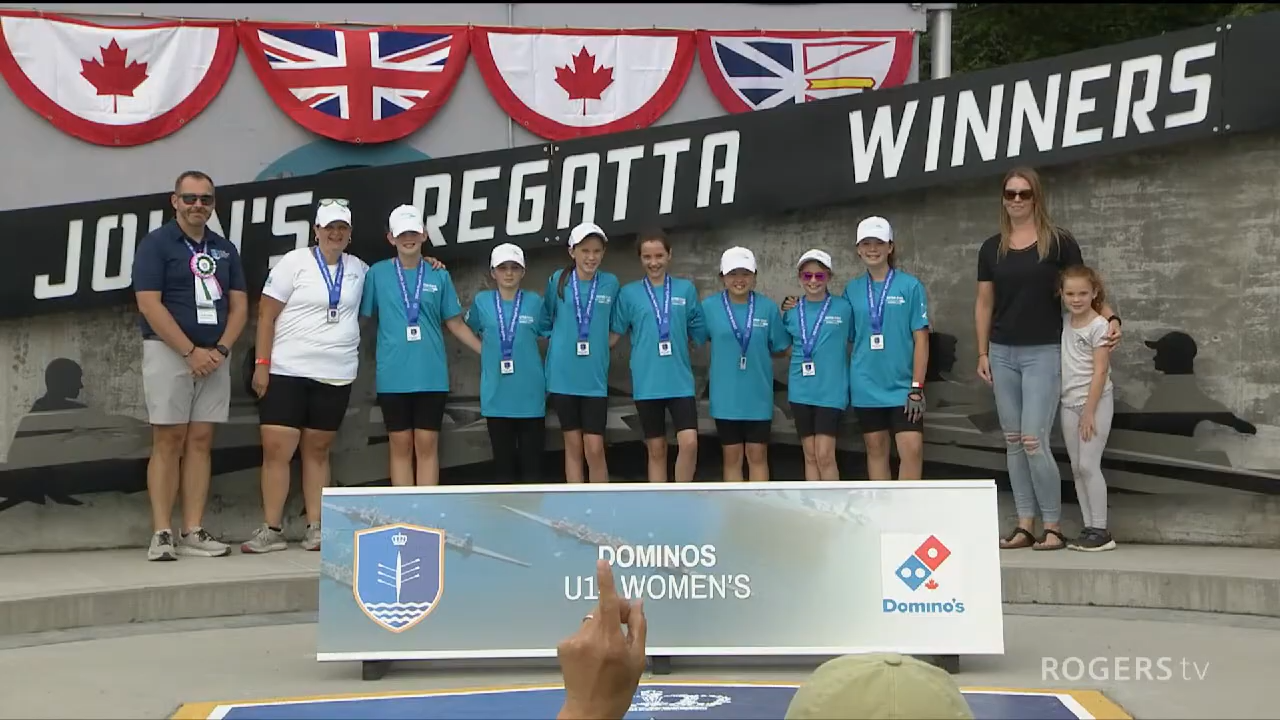 JOHN'S REGATTA WINNERS
DOMINOS
WOMEN'S
Domino's
ROGERS tv